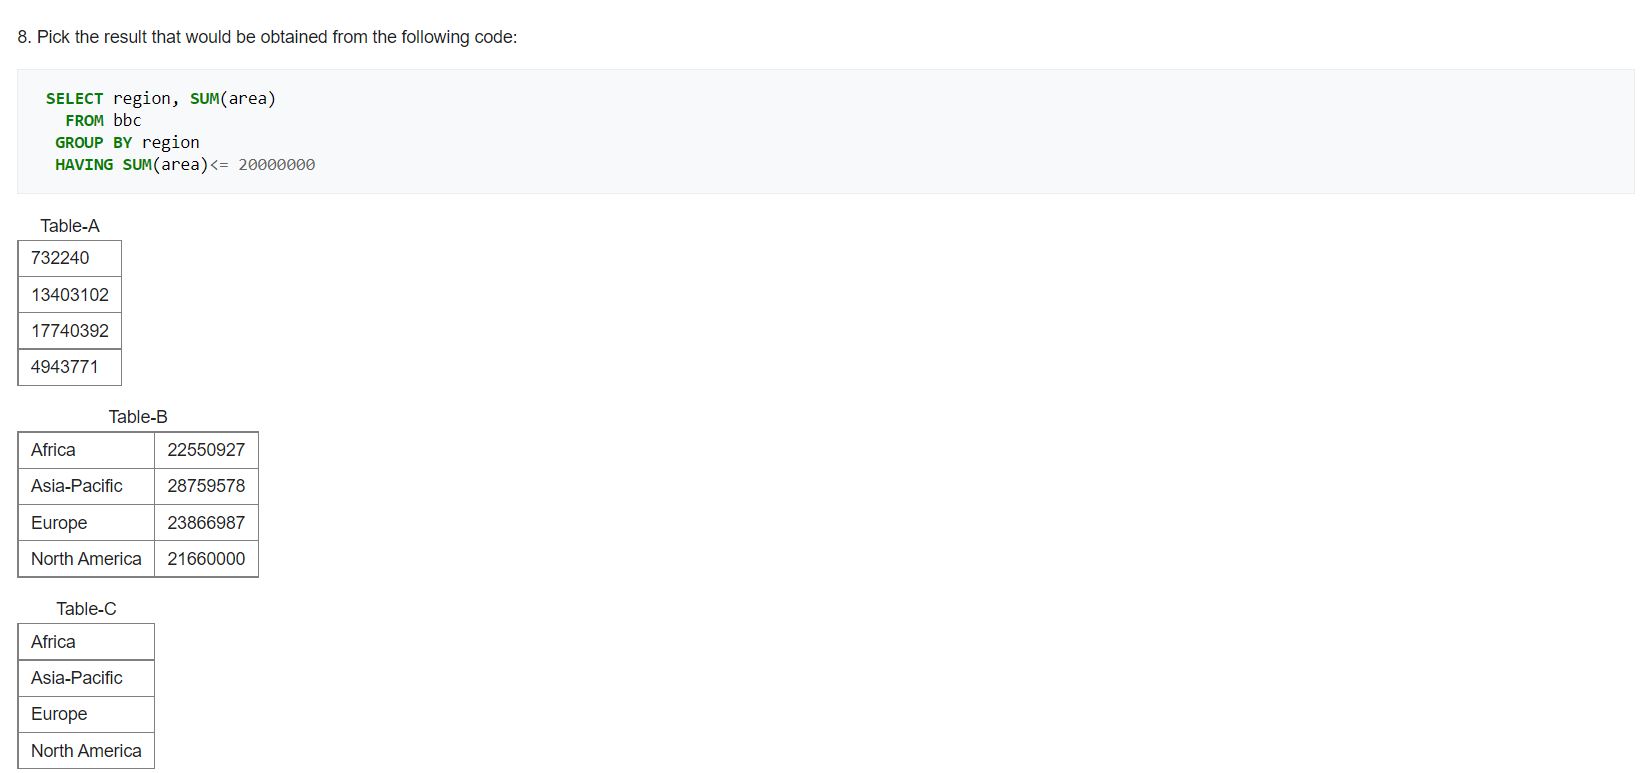 8. Pick the result that would be obtained from the following code:
SELECT region, SUM(area)
FROM bbc
GROUP BY region
HAVING SUM(area)<= 20000000
Table-A
732240
13403102
17740392
4943771
Table-B
Africa 22550927
Asia-Pacific 28759578
Europe 23866987
North America 21660000
Table-C
Africa
Asia-Pacific
Europe
North America